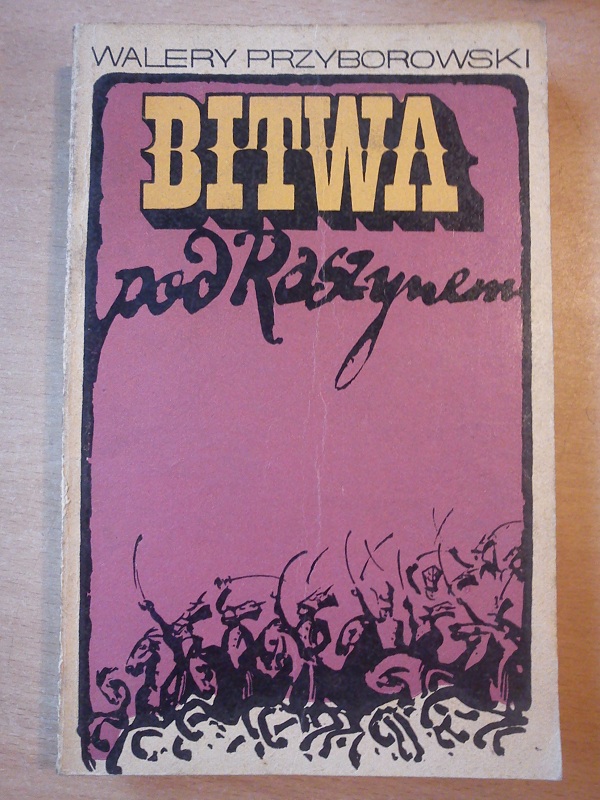 WALERY PRZYBOROWSKI
BITWA
pod Raszynem